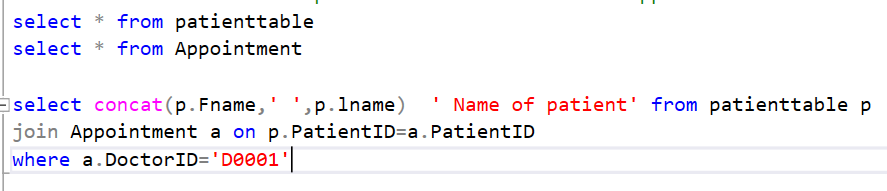 select * from patienttable
select * from Appointment
select concat(p.Fname,' ',p.lname)  ' Name of patient' from patienttable p
join Appointment a on p.PatientID=a.PatientID
where a.DoctorID='D0001'